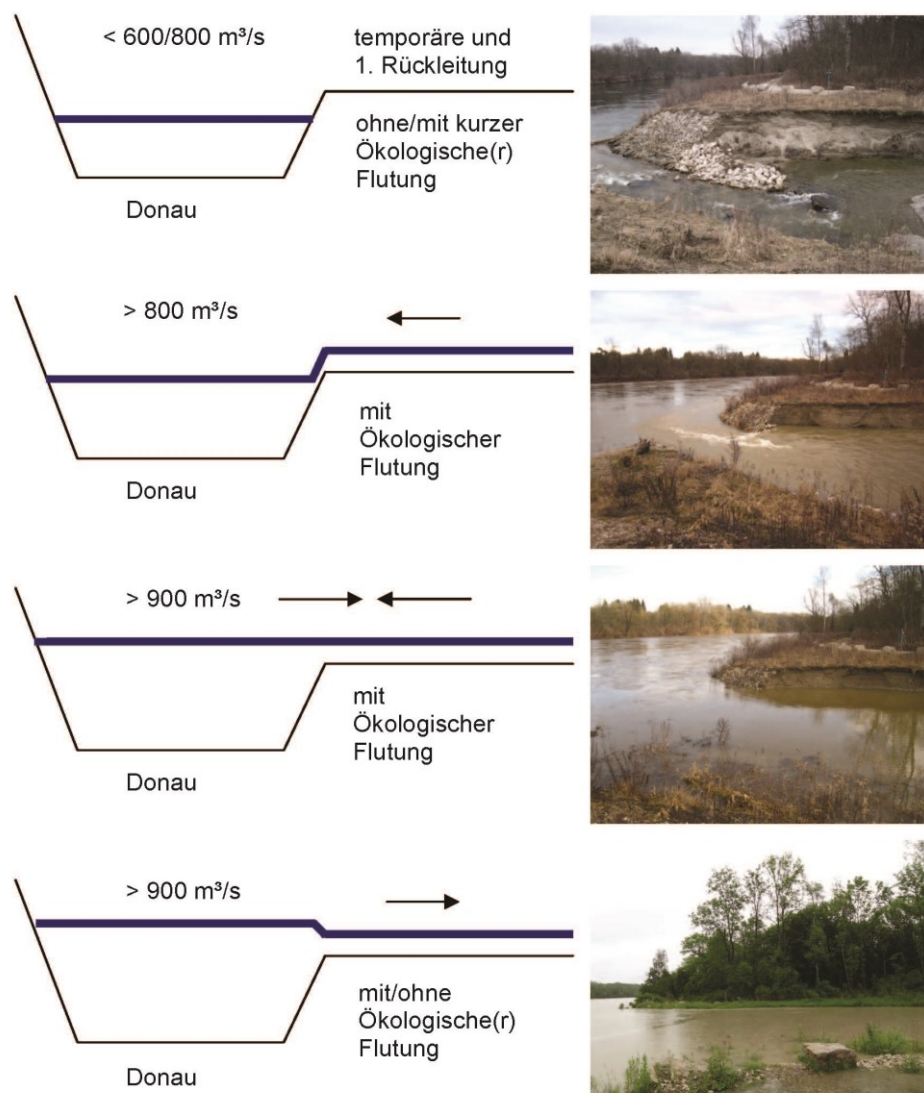 < 600/800 m³/s
temporäre und
1. Rückleitung
ohne/mit kurzer
Ökologische(r)
Flutung
Donau
> 800 m³/s
mit
Ökologischer
Flutung
Donau
> 900 m³/s
mit
Ökologischer
Flutung
Donau
> 900 m³/s
mit/ohne
Ökologische(r)
Flutung
Donau